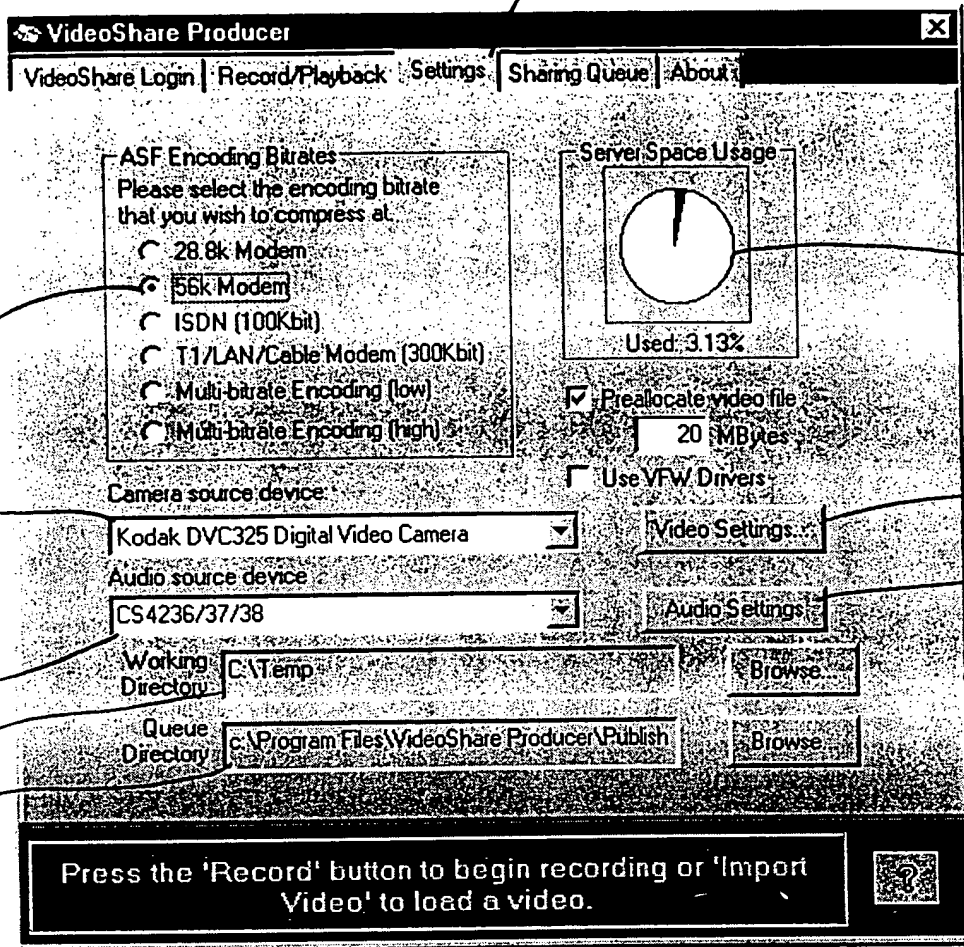 VideoShare Producer
VideoShare Login Record/Playback Settings Sharing Queue About
ASF Encoding Bitrates
Please select the encoding bitrate
that you wish to compress at.
28.8k Modem
56k Modem
ISDN (100Kbit)
T1/LAN/Cable Modem (300Kbit)
Multi-bitrate Encoding (low)
Multi-bitrate Encoding (high)
Server Space Usage
Used: 3.13%
Preallocate video file
20 MBytes
Use VFW Drivers
Camera source device:
Kodak DVC325 Digital Video Camera
Video Settings...
Audio source device
CS4236/37/38
Audio Settings
Working
Directory:
C:\Temp
Browse...
Queue
Directory:
c:\Program Files\VideoShare Producer\Publish
Browse...
Press the 'Record' button to begin recording or 'Import
Video' to load a video.
?